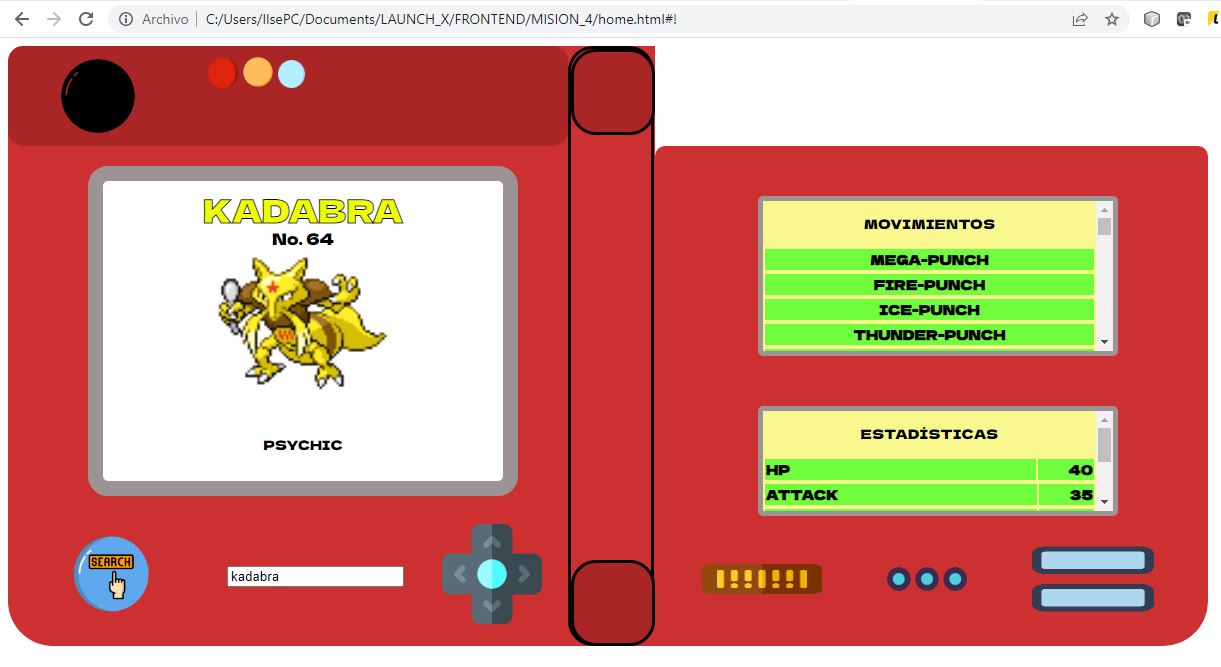 Archivo | C:/Users/IlsePC/Documents/LAUNCH_X/FRONTEND/MISION_4/home.html#!
KADABRA
No. 64
PSYCHIC
SEARCH
kadabra
MOVIMIENTOS
MEGA-PUNCH
FIRE-PUNCH
ICE-PUNCH
THUNDER-PUNCH
ESTADÍSTICAS
HP 40
ATTACK 35